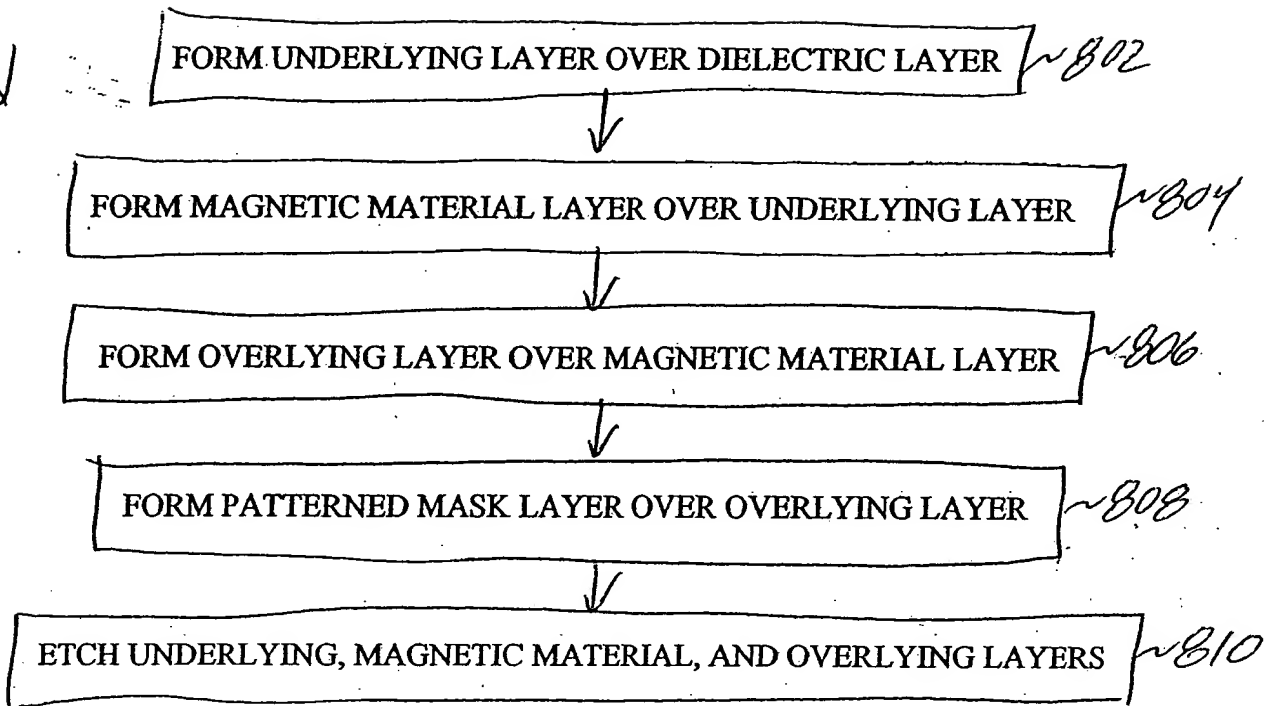 FORM UNDERLYING LAYER OVER DIELECTRIC LAYER 802
FORM MAGNETIC MATERIAL LAYER OVER UNDERLYING LAYER 804
FORM OVERLYING LAYER OVER MAGNETIC MATERIAL LAYER 806
FORM PATTERNED MASK LAYER OVER OVERLYING LAYER 808
ETCH UNDERLYING, MAGNETIC MATERIAL, AND OVERLYING LAYERS 810